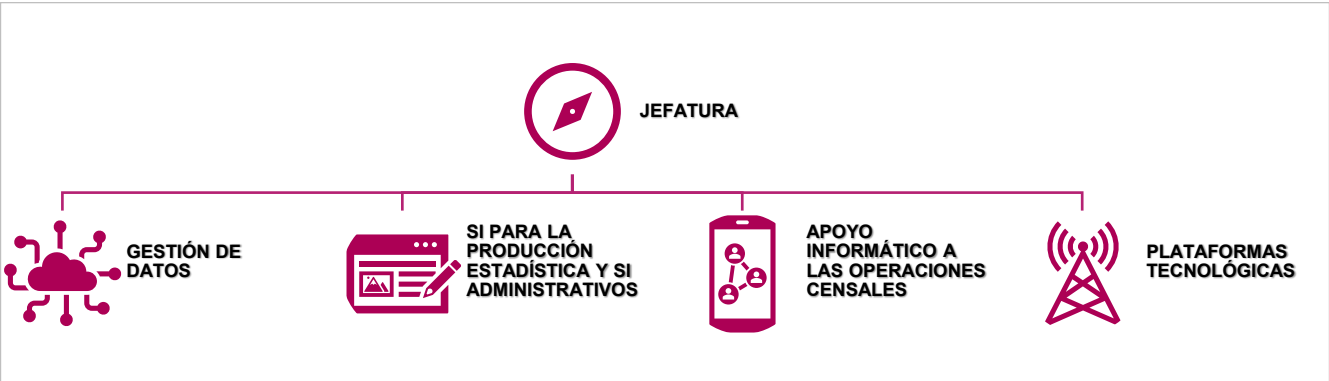 JEFATURA
GESTIÓN DE
DATOS
SI PARA LA
PRODUCCIÓN
ESTADÍSTICA Y SI
ADMINISTRATIVOS
APOYO
INFORMÁTICO A
LAS OPERACIONES
CENSALES
PLATAFORMAS
TECNOLÓGICAS